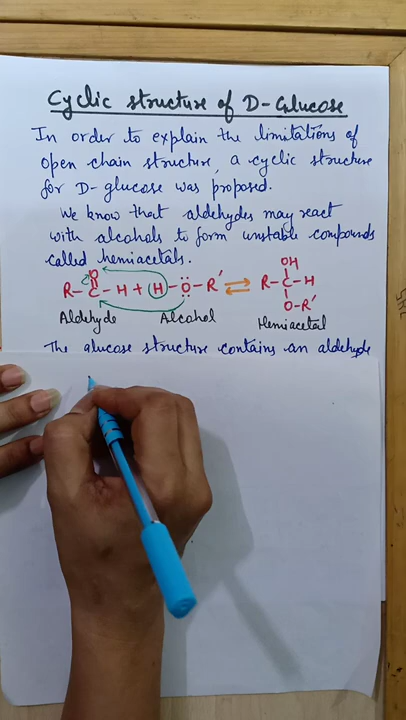 Cyclic structure of D-Glucose
In order to explain the limitations of
open chain structure, a cyclic structure
for D-glucose was proposed.
We know that aldehydes may react
with alcohols to form unstable compounds
called hemiacetals.
O OH
R-C-H + H-Ö-R' ⇌ R-C-H
O-R'
Aldehyde Alcohol Hemiacetal
The glucose structure contains an aldehyde